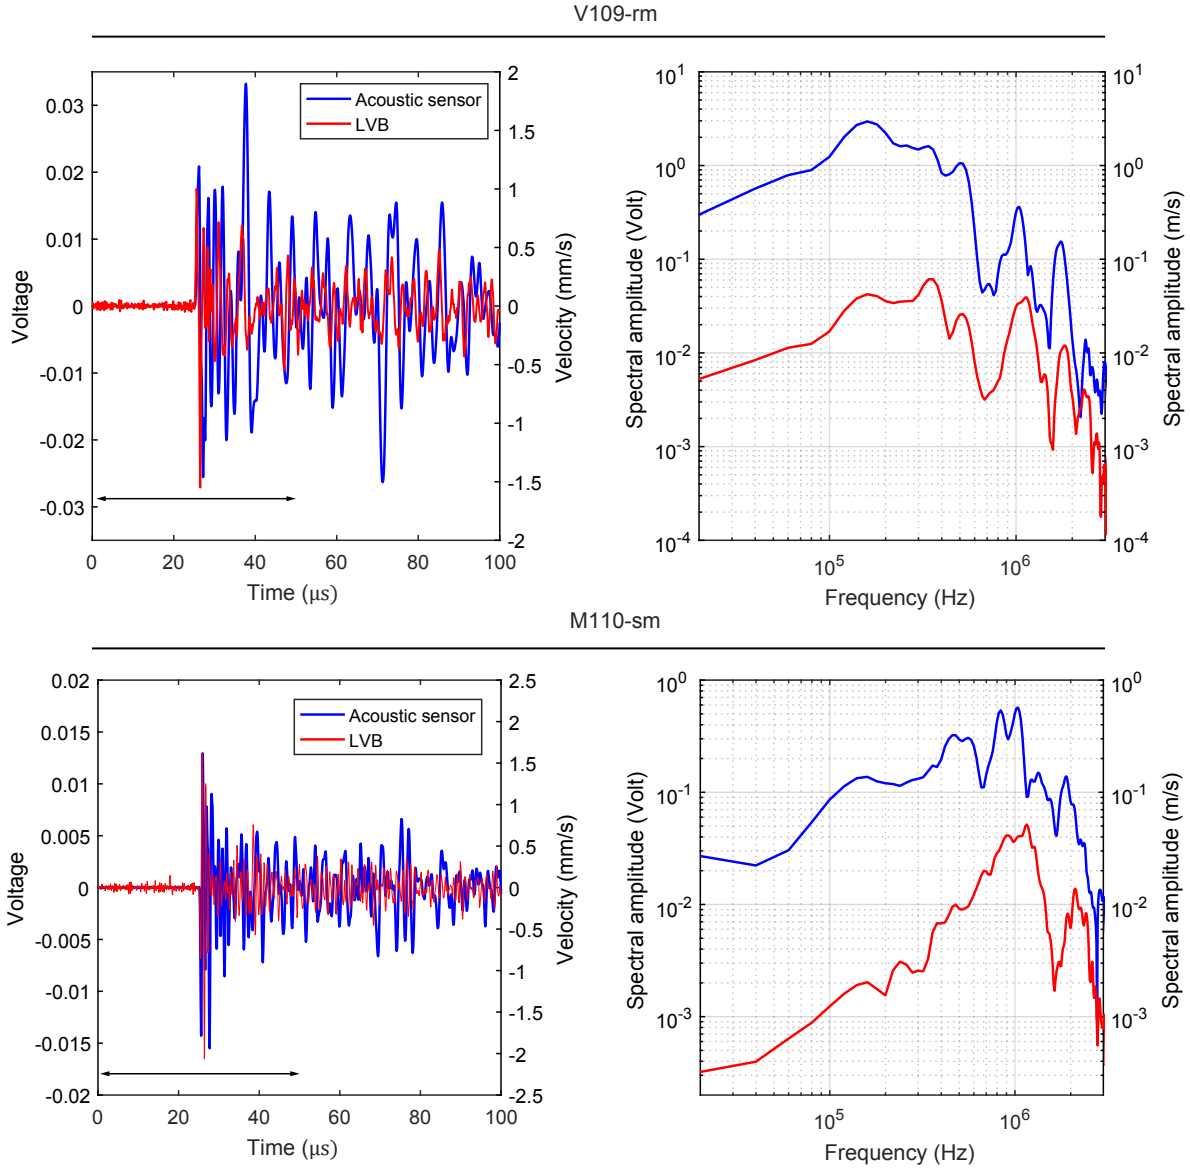 V109-rm
Acoustic sensor
LVB
0.03
0.02
0.01
0
-0.01
-0.02
-0.03
Voltage
2
1.5
1
0.5
0
-0.5
-1
-1.5
-2
Velocity (mm/s)
0 20 40 60 80 100
Time (μs)
10^1
10^0
10^-1
10^-2
10^-3
10^-4
Spectral amplitude (Volt)
10^1
10^0
10^-1
10^-2
10^-3
10^-4
Spectral amplitude (m/s)
10^5 10^6
Frequency (Hz)
M110-sm
Acoustic sensor
LVB
0.02
0.015
0.01
0.005
0
-0.005
-0.01
-0.015
-0.02
Voltage
2.5
2
1.5
1
0.5
0
-0.5
-1
-1.5
-2
-2.5
Velocity (mm/s)
0 20 40 60 80 100
Time (μs)
10^0
10^-1
10^-2
10^-3
Spectral amplitude (Volt)
10^0
10^-1
10^-2
10^-3
Spectral amplitude (m/s)
10^5 10^6
Frequency (Hz)